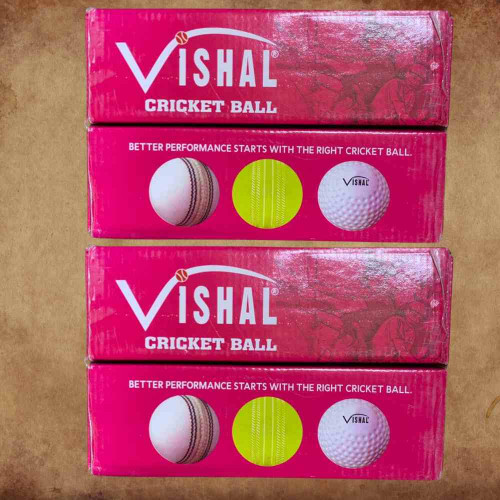 VISHAL®
CRICKET BALL
BETTER PERFORMANCE STARTS WITH THE RIGHT CRICKET BALL.
VISHAL
VISHAL®
CRICKET BALL
BETTER PERFORMANCE STARTS WITH THE RIGHT CRICKET BALL.
VISHAL